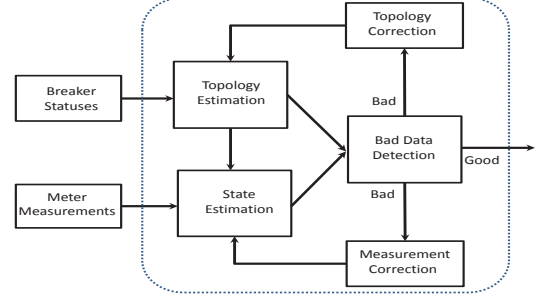 Topology
Correction
Breaker
Statuses
Topology
Estimation
Bad
Bad Data
Detection
Good
Bad
Meter
Measurements
State
Estimation
Measurement
Correction